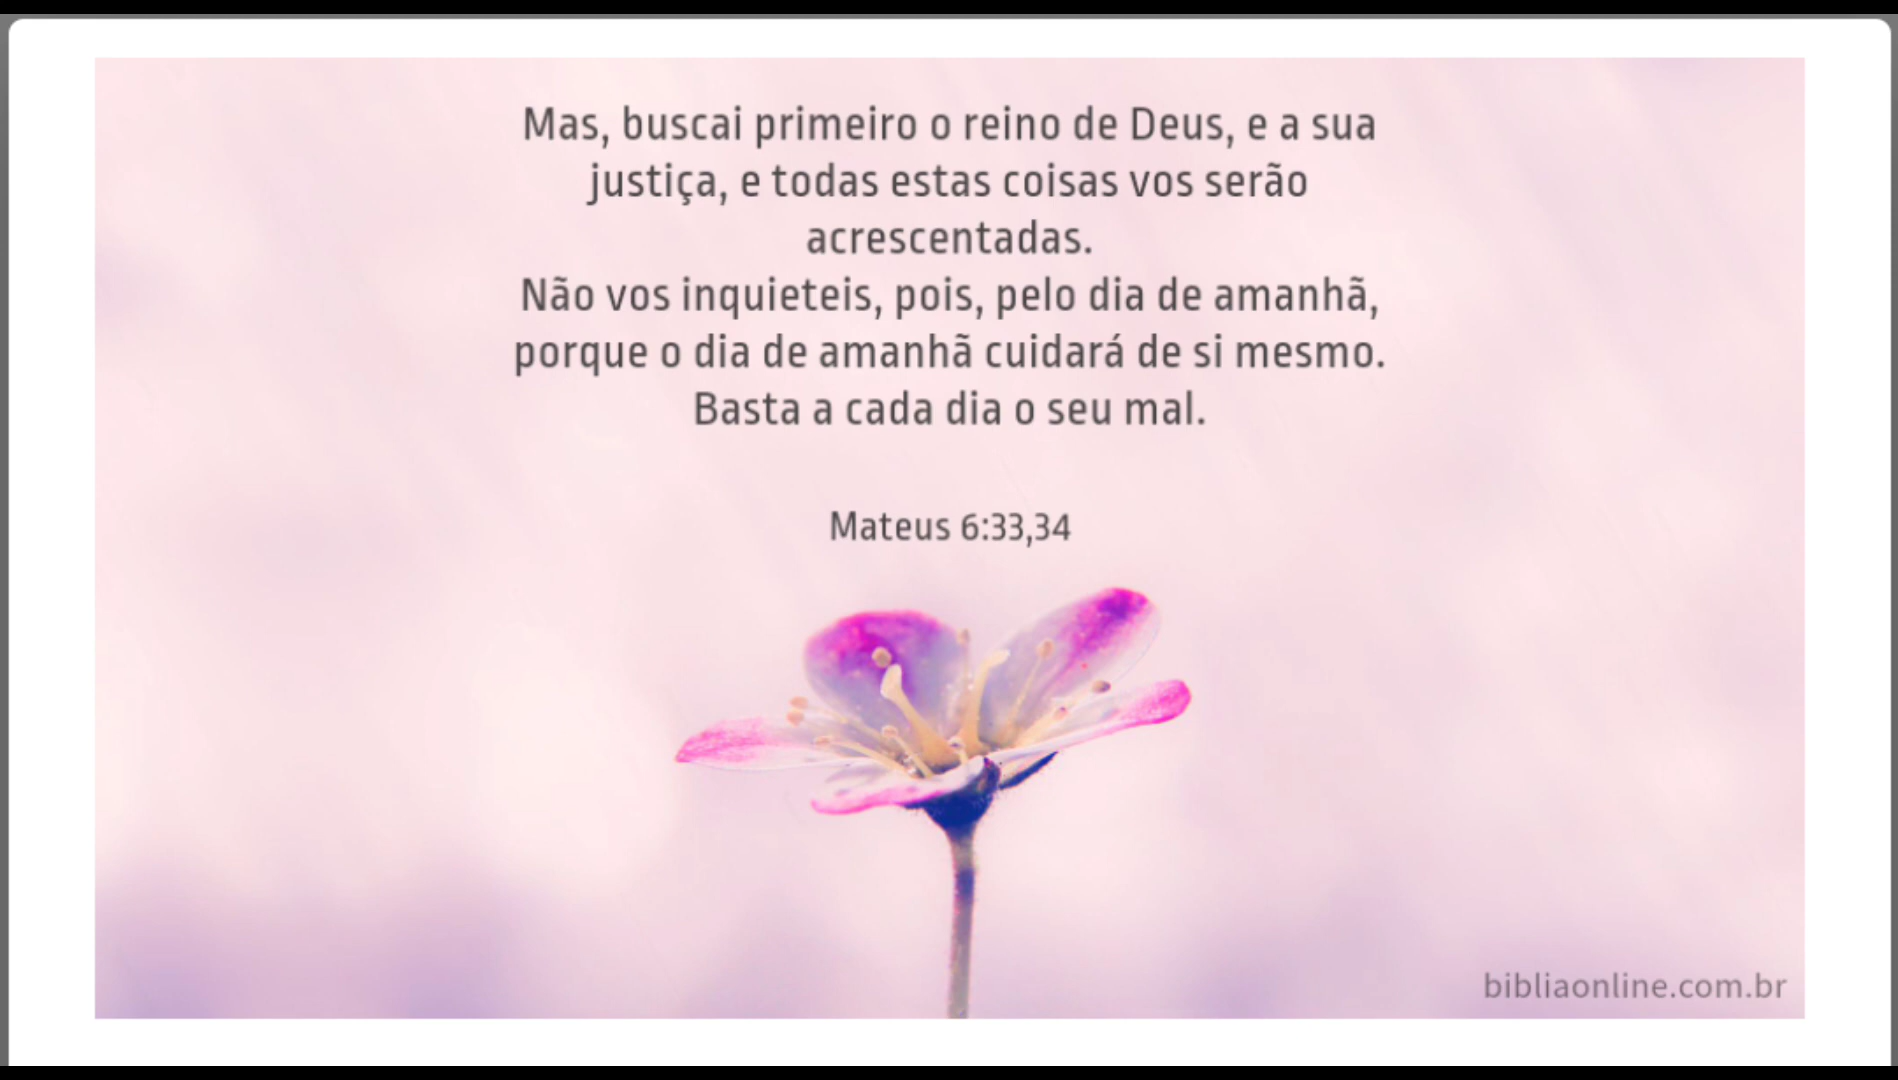 Mas, buscai primeiro o reino de Deus, e a sua
justiça, e todas estas coisas vos serão
acrescentadas.
Não vos inquieteis, pois, pelo dia de amanhã,
porque o dia de amanhã cuidará de si mesmo.
Basta a cada dia o seu mal.
Mateus 6:33,34
bibliaonline.com.br